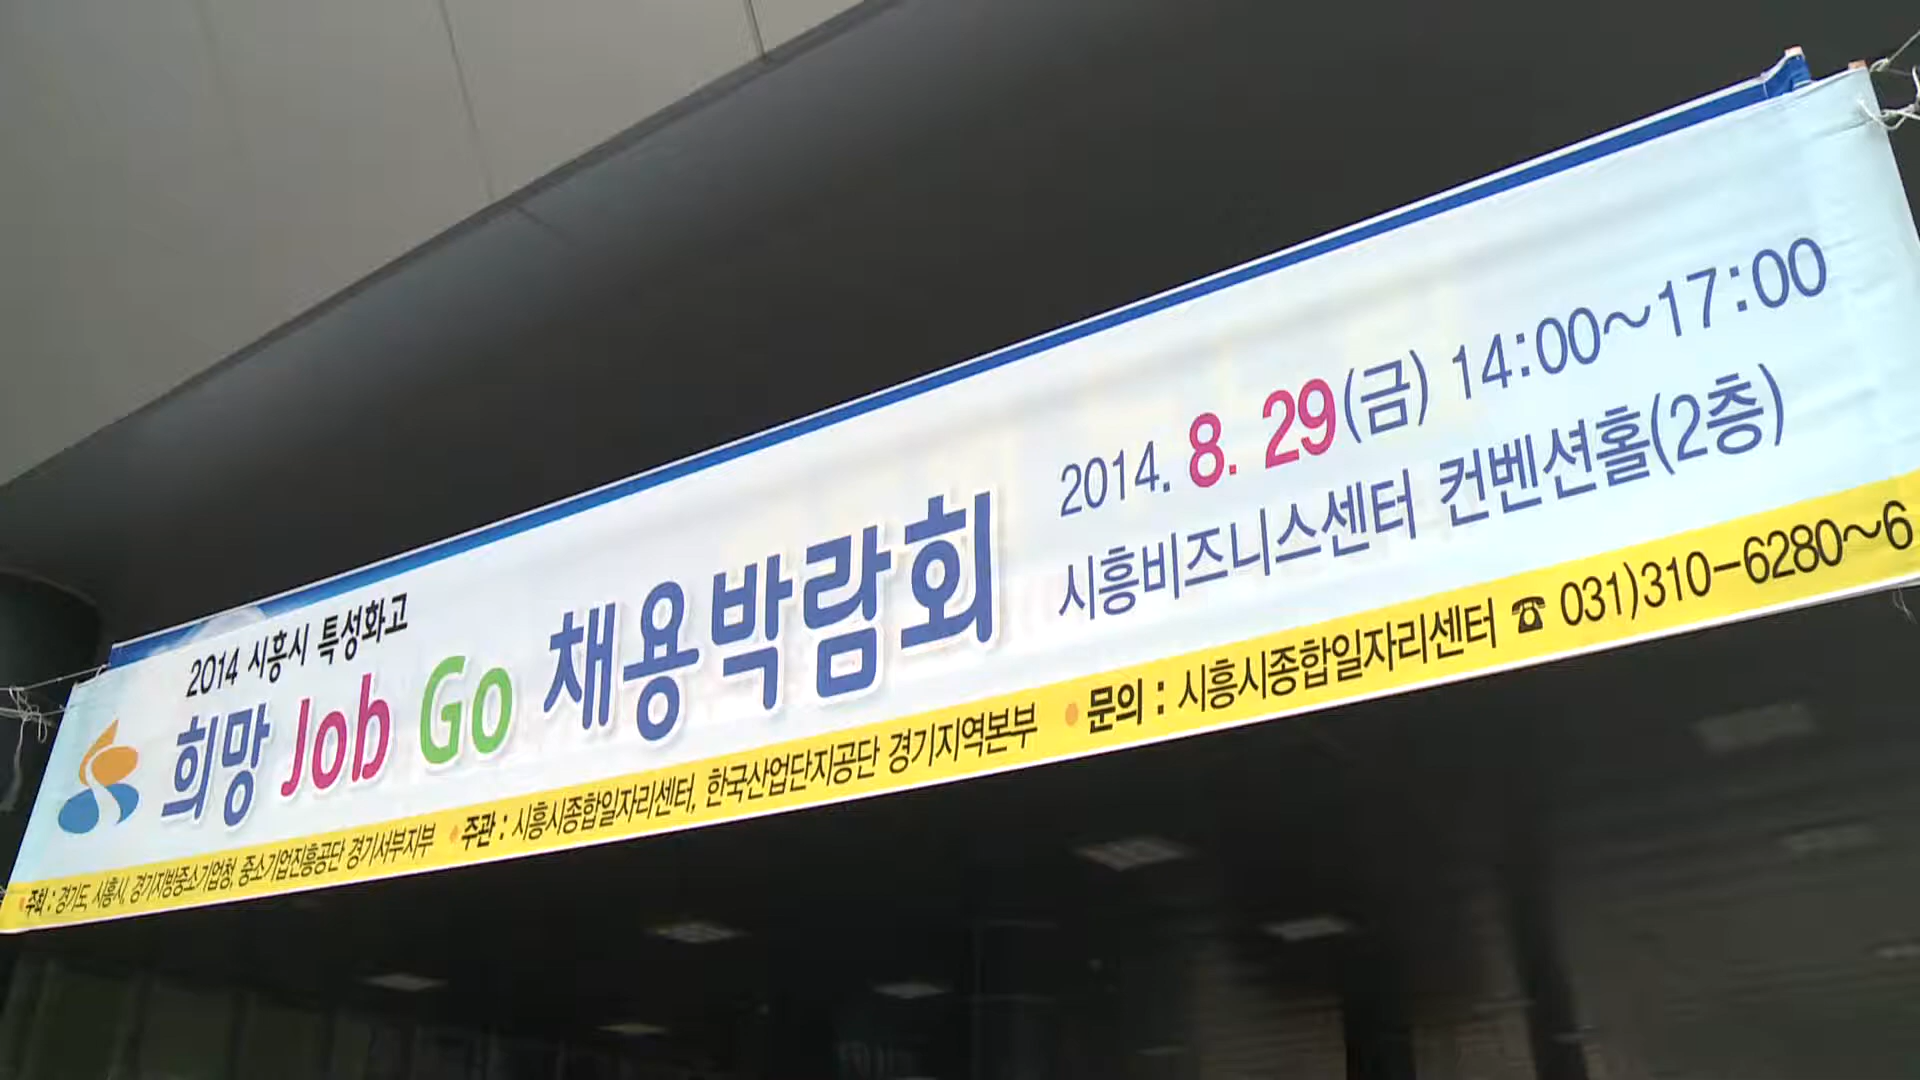 2014 시흥시 특성화고
희망 Job Go 채용박람회
2014. 8. 29(금) 14:00~17:00
시흥비즈니스센터 컨벤션홀(2층)
• 주최 : 경기도, 시흥시, 경기지방중소기업청, 중소기업진흥공단 경기서부지부 • 주관 : 시흥시종합일자리센터, 한국산업단지공단 경기지역본부 • 문의 : 시흥시종합일자리센터 ☎ 031)310-6280~6